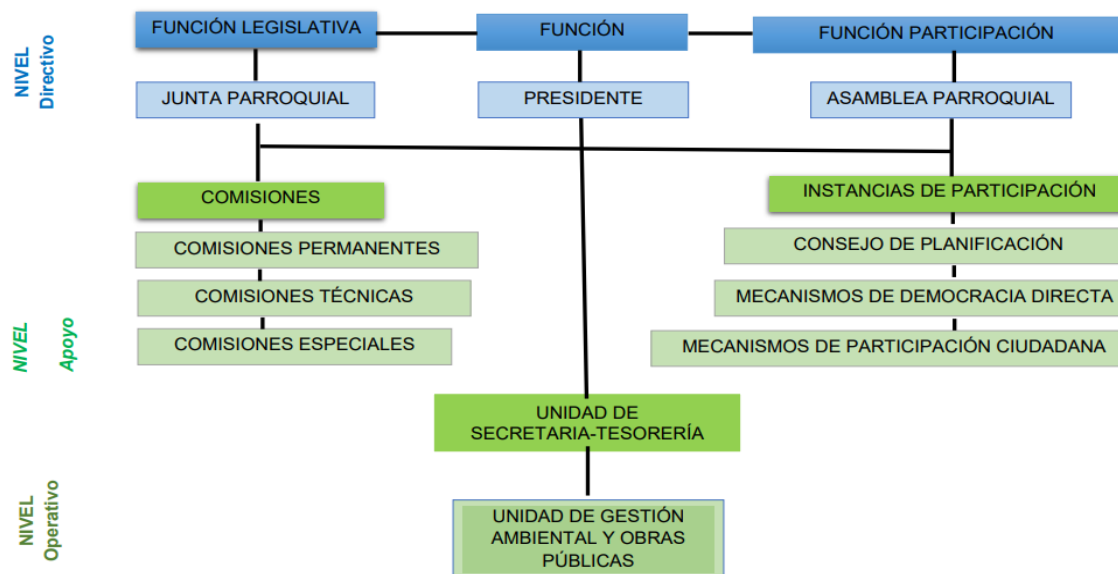 NIVEL
Directivo
FUNCIÓN LEGISLATIVA
FUNCIÓN
FUNCIÓN PARTICIPACIÓN
JUNTA PARROQUIAL
PRESIDENTE
ASAMBLEA PARROQUIAL
NIVEL
Apoyo
COMISIONES
COMISIONES PERMANENTES
COMISIONES TÉCNICAS
COMISIONES ESPECIALES
INSTANCIAS DE PARTICIPACIÓN
CONSEJO DE PLANIFICACIÓN
MECANISMOS DE DEMOCRACIA DIRECTA
MECANISMOS DE PARTICIPACIÓN CIUDADANA
UNIDAD DE
SECRETARIA-TESORERÍA
NIVEL
Operativo
UNIDAD DE GESTIÓN
AMBIENTAL Y OBRAS
PÚBLICAS